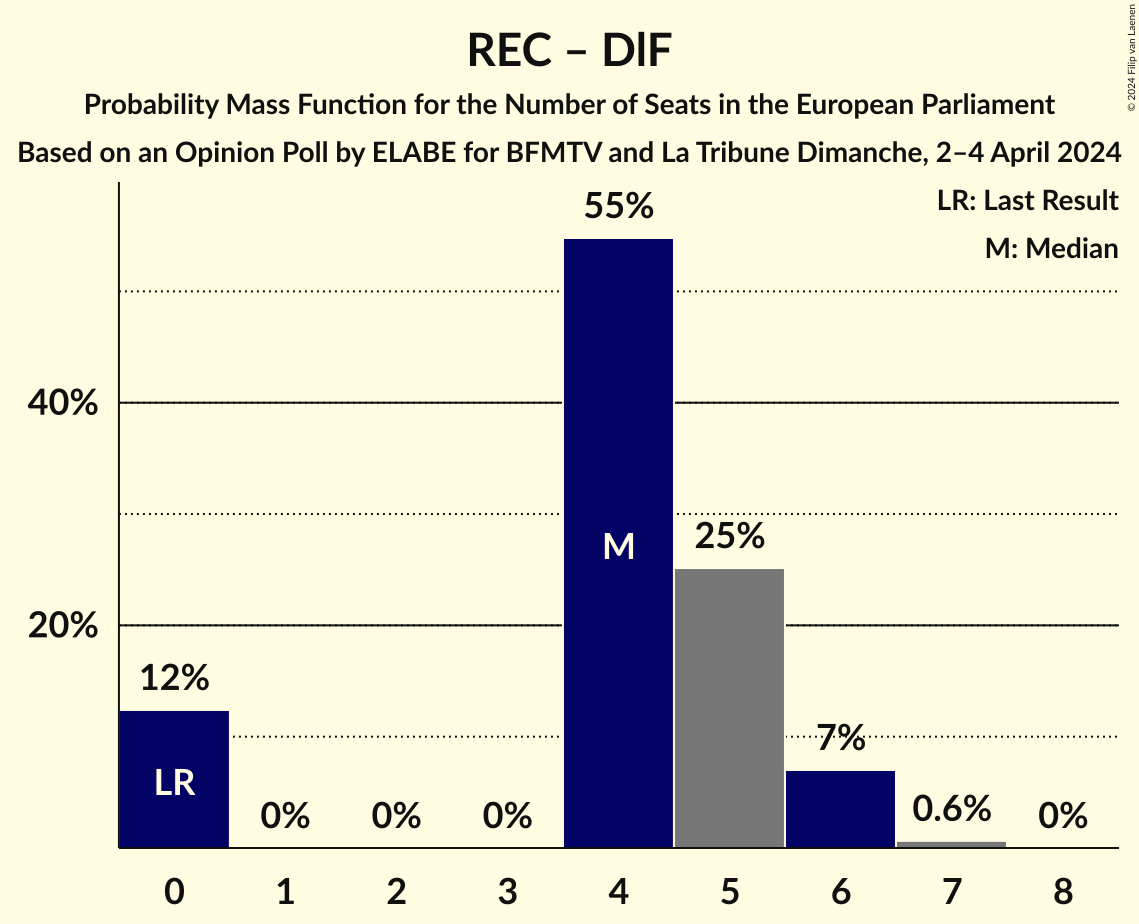 REC – DlF
Probability Mass Function for the Number of Seats in the European Parliament
Based on an Opinion Poll by ELABE for BFMTV and La Tribune Dimanche, 2–4 April 2024
© 2024 Filip van Laenen
LR: Last Result
M: Median
55%
40%
M
25%
20%
12%
7%
LR
0%
0%
0%
0.6%
0%
0 1 2 3 4 5 6 7 8